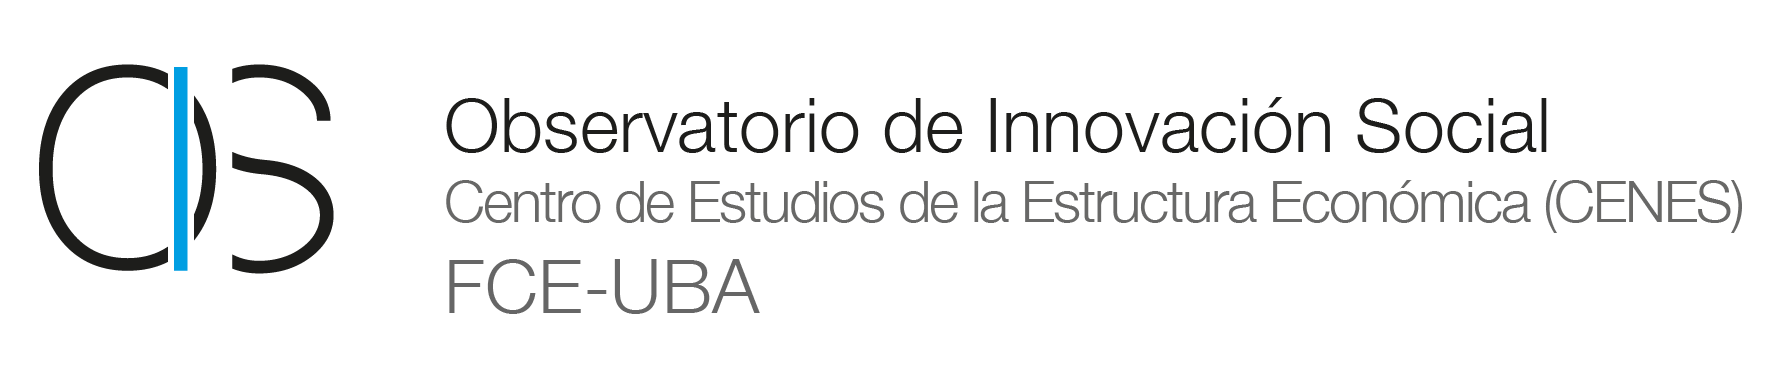 OIS
Observatorio de Innovación Social
Centro de Estudios de la Estructura Económica (CENES)
FCE-UBA